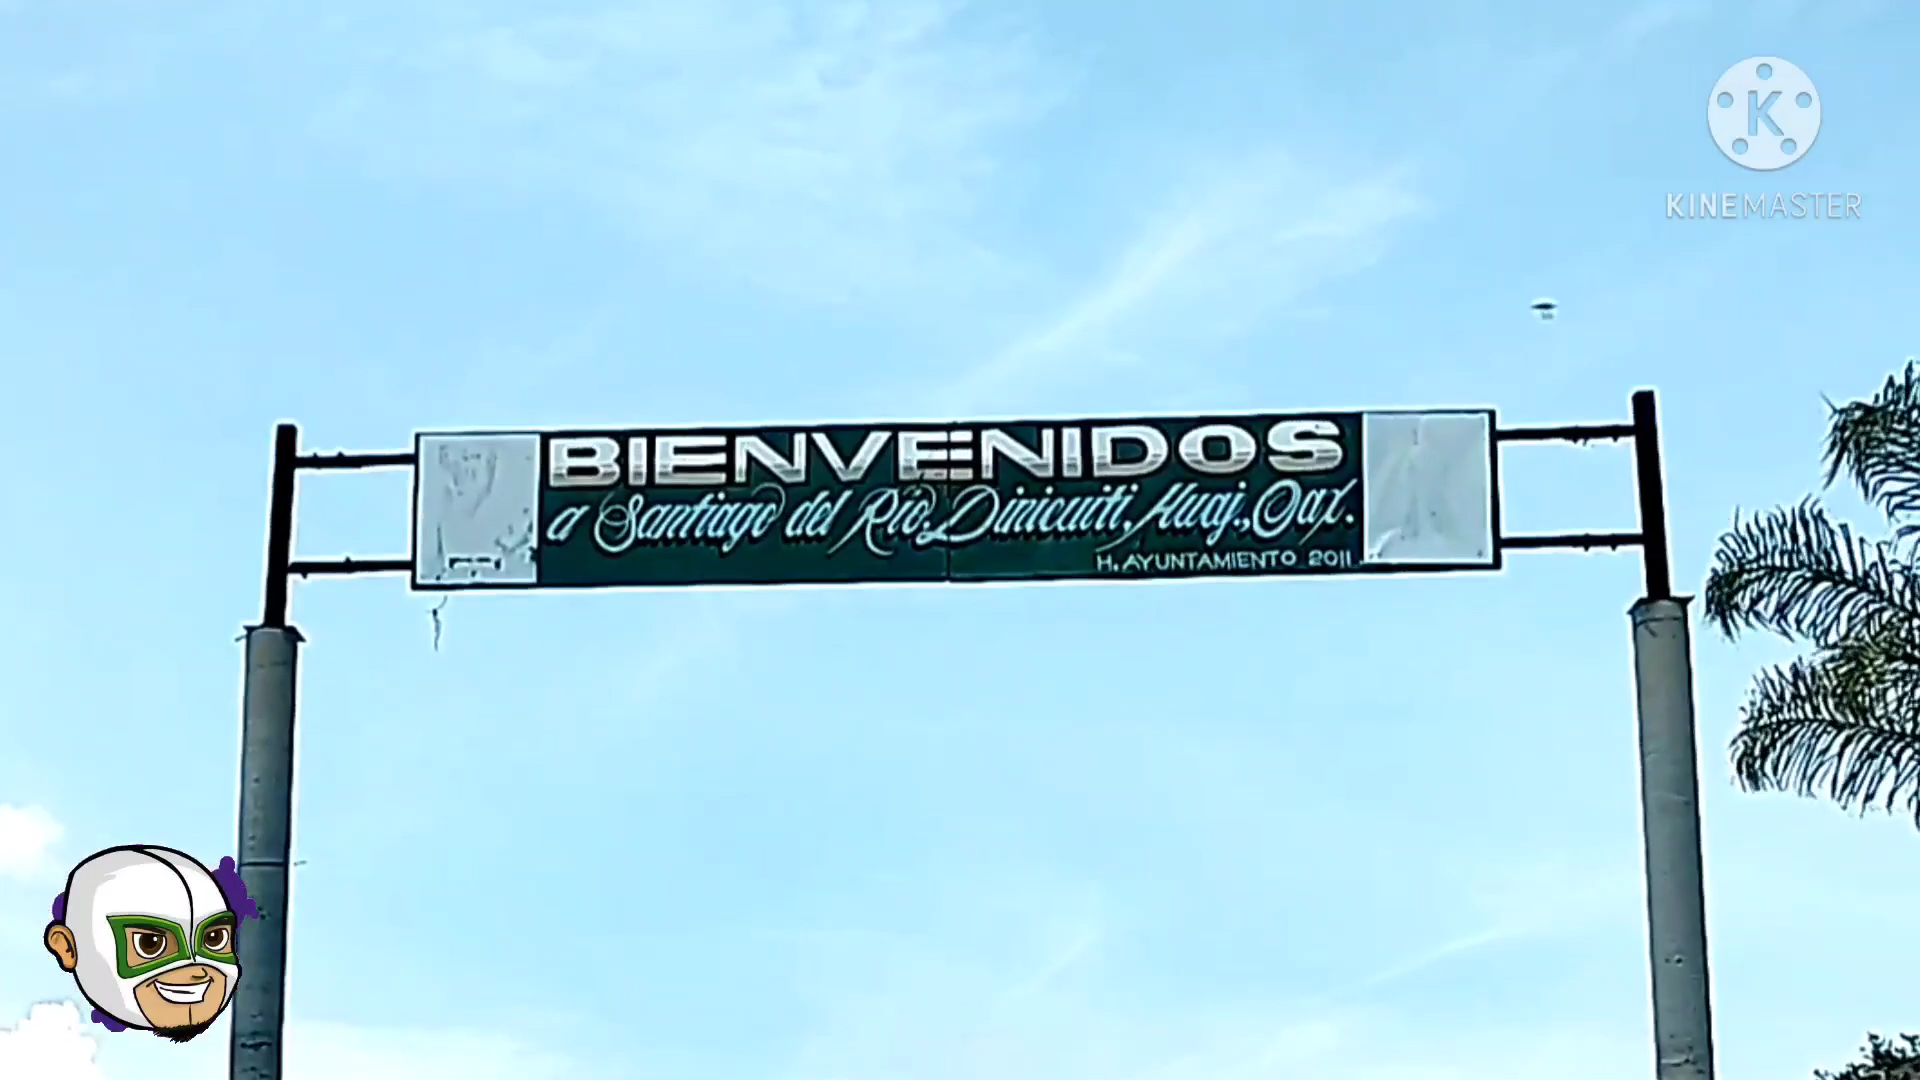 K
KINEMASTER
BIENVENIDOS
a Santiago del Río, Dinicuiti, Huaj., Oax.
H. AYUNTAMIENTO 2011